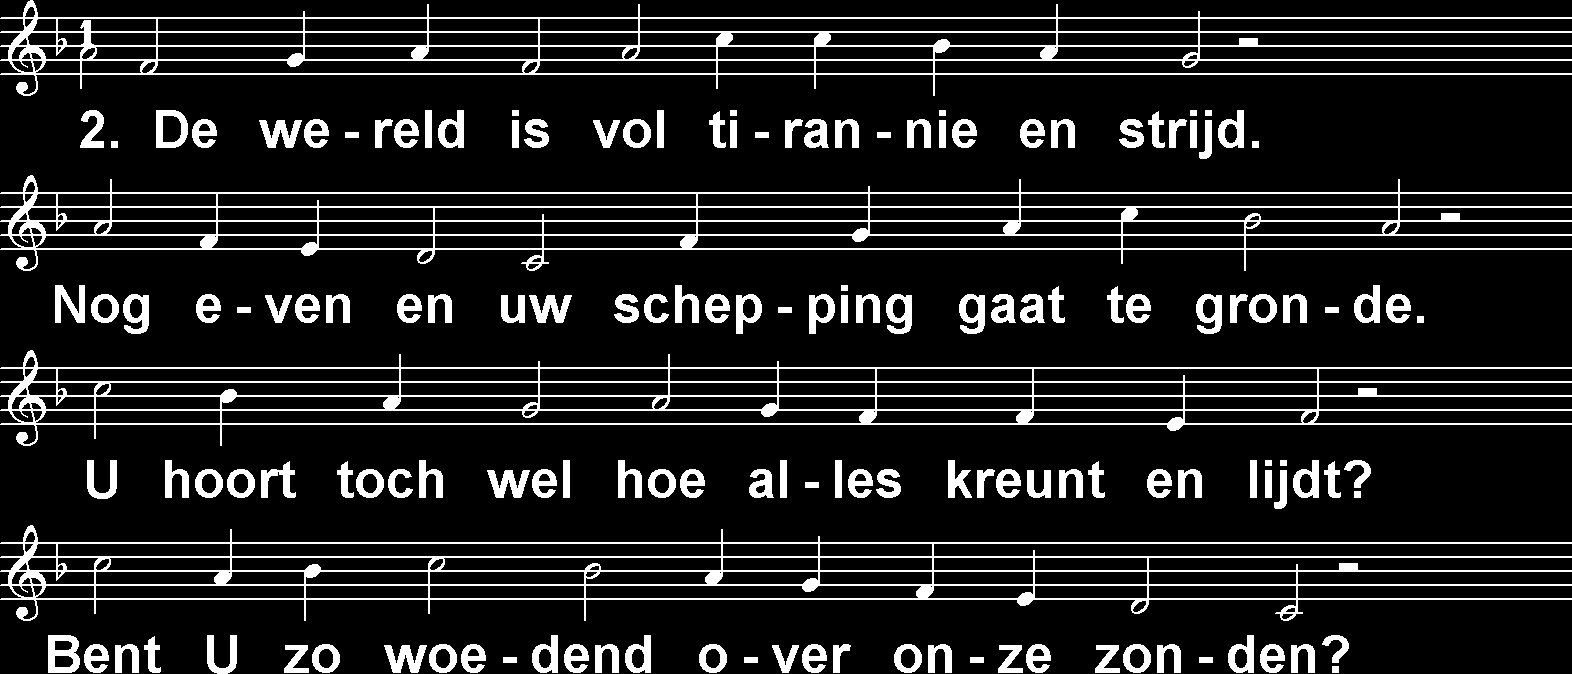 1
2. De we - reld is vol ti - ran - nie en strijd.
Nog e - ven en uw schep - ping gaat te gron - de.
U hoort toch wel hoe al - les kreunt en lijdt?
Bent U zo woe - dend o - ver on - ze zon - den?